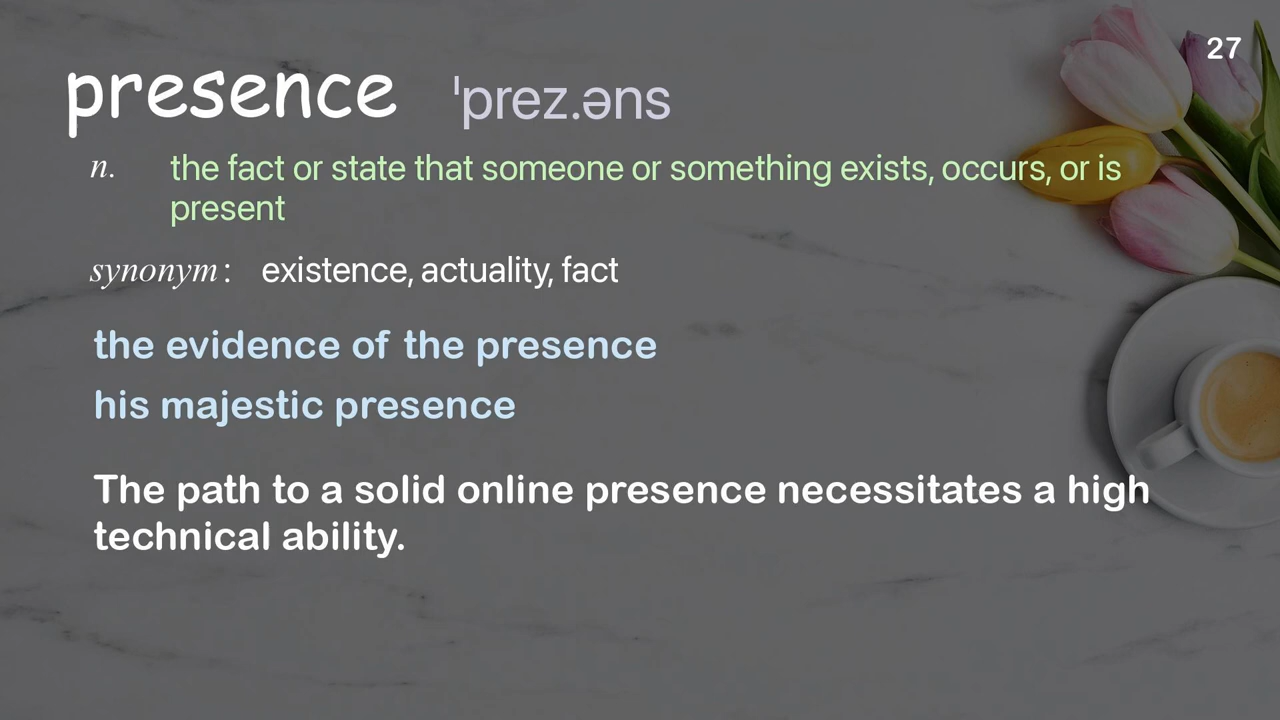 27
presence ˈprez.əns
n. the fact or state that someone or something exists, occurs, or is
present
synonym: existence, actuality, fact
the evidence of the presence
his majestic presence
The path to a solid online presence necessitates a high
technical ability.